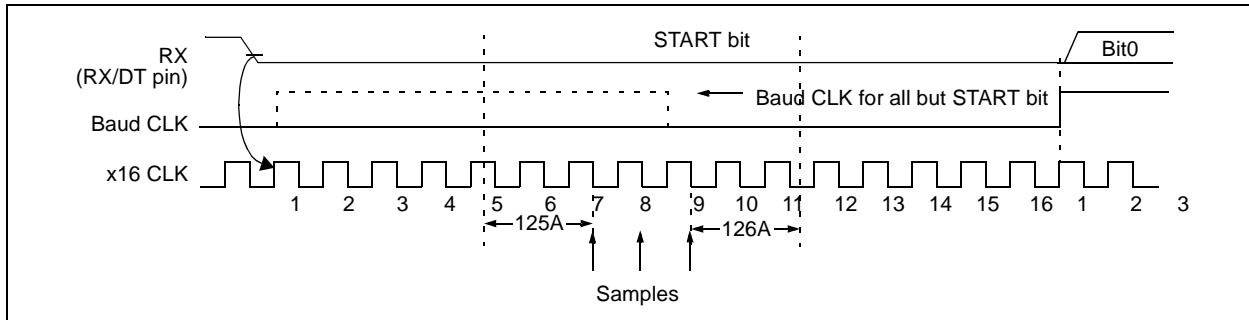 START bit
RX
(RX/DT pin)
Bit0
Baud CLK for all but START bit
Baud CLK
x16 CLK
1 2 3 4 5 6 7 8 9 10 11 12 13 14 15 16 1 2 3
125A 126A
Samples